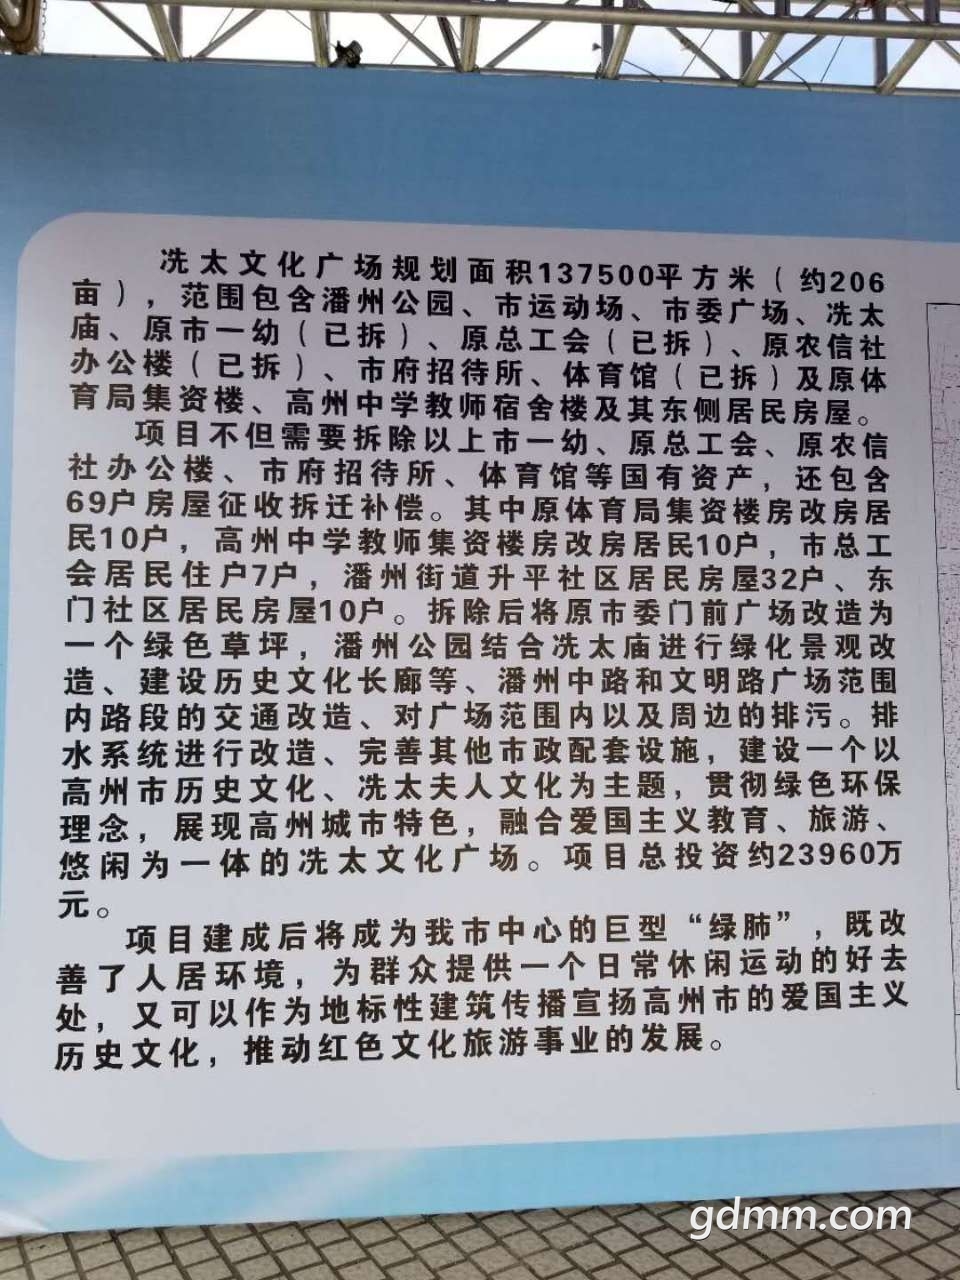 冼太文化广场规划面积137500平方米（约206
亩），范围包含潘州公园、市运动场、市委广场、冼太
庙、原市一幼（已拆）、原总工会（已拆）、原农信社
办公楼（已拆）、市府招待所、体育馆（已拆）及原体
育局集资楼、高州中学教师宿舍楼及其东侧居民房屋。
项目不但需要拆除以上市一幼、原总工会、原农信
社办公楼、市府招待所、体育馆等国有资产，还包含
69户房屋征收拆迁补偿。其中原体育局集资楼房改房居
民10户，高州中学教师集资楼房改房居民10户，市总工
会居民住户7户，潘州街道升平社区居民房屋32户、东
门社区居民房屋10户。拆除后将原市委门前广场改造为
一个绿色草坪，潘州公园结合冼太庙进行绿化景观改
造、建设历史文化长廊等、潘州中路和文明路广场范围
内路段的交通改造、对广场范围内以及周边的排污。排
水系统进行改造、完善其他市政配套设施，建设一个以
高州市历史文化、冼太夫人文化为主题，贯彻绿色环保
理念，展现高州城市特色，融合爱国主义教育、旅游、
悠闲为一体的冼太文化广场。项目总投资约23960万
元。
项目建成后将成为我市中心的巨型“绿肺”，既改
善了人居环境，为群众提供一个日常休闲运动的好去
处，又可以作为地标性建筑传播宣扬高州市的爱国主义
历史文化，推动红色文化旅游事业的发展。
gdmm.com